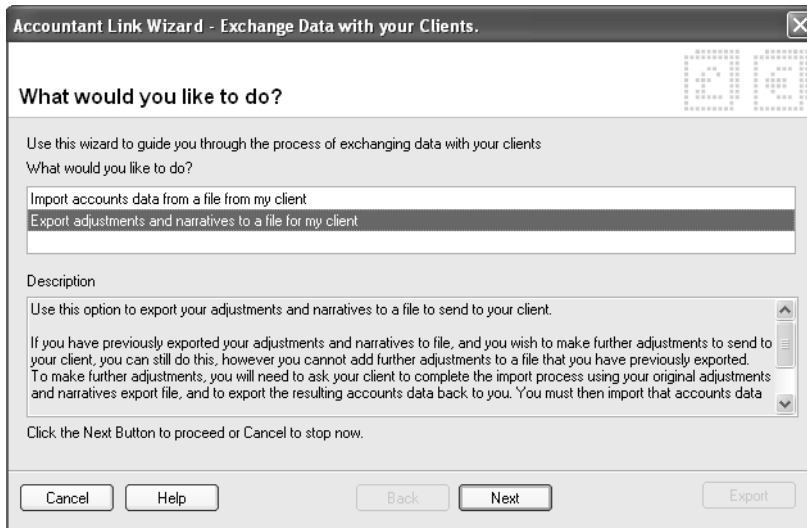 Accountant Link Wizard - Exchange Data with your Clients.
What would you like to do?
£ €
Use this wizard to guide you through the process of exchanging data with your clients
What would you like to do?
Import accounts data from a file from my client
Export adjustments and narratives to a file for my client
Description
Use this option to export your adjustments and narratives to a file to send to your client.
If you have previously exported your adjustments and narratives to file, and you wish to make further adjustments to send to
your client, you can still do this, however you cannot add further adjustments to a file that you have previously exported.
To make further adjustments, you will need to ask your client to complete the import process using your original adjustments
and narratives export file, and to export the resulting accounts data back to you. You must then import that accounts data
Click the Next Button to proceed or Cancel to stop now.
Cancel Help Back Next Export